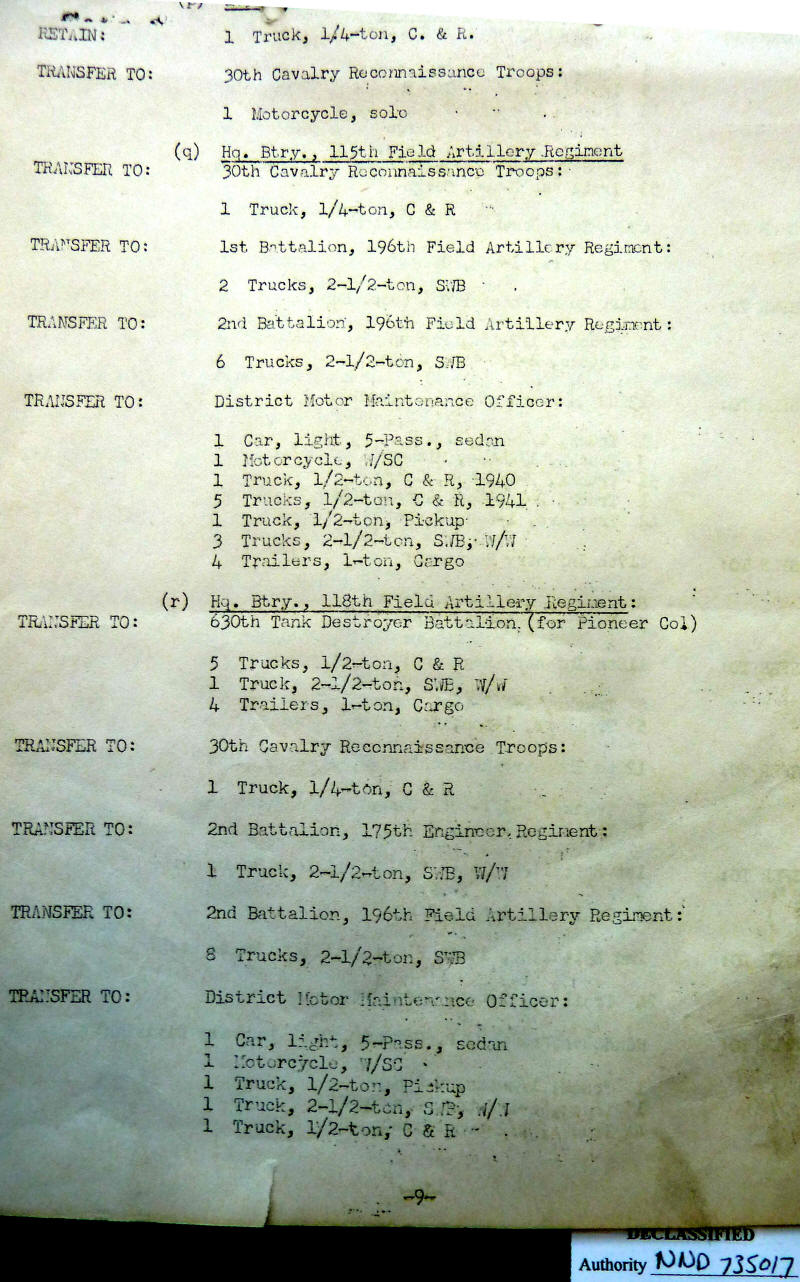 (p)
RETAIN: 1 Truck, 1/4-ton, C. & R.
TRANSFER TO: 30th Cavalry Reconnaissance Troops:
1 Motorcycle, solo
(q) Hq. Btry., 115th Field Artillery Regiment
TRANSFER TO: 30th Cavalry Reconnaissance Troops:
1 Truck, 1/4-ton, C & R
TRANSFER TO: 1st Battalion, 196th Field Artillery Regiment:
2 Trucks, 2-1/2-ton, SWB
TRANSFER TO: 2nd Battalion, 196th Field Artillery Regiment:
6 Trucks, 2-1/2-ton, SWB
TRANSFER TO: District Motor Maintenance Officer:
1 Car, light, 5-Pass., sedan
1 Motorcycle, W/SC
1 Truck, 1/2-ton, C & R, 1940
5 Trucks, 1/2-ton, C & R, 1941
1 Truck, 1/2-ton, Pickup
3 Trucks, 2-1/2-ton, SWB, W/W
4 Trailers, 1-ton, Cargo
(r) Hq. Btry., 118th Field Artillery Regiment:
TRANSFER TO: 630th Tank Destroyer Battalion (for Pioneer Col)
5 Trucks, 1/2-ton, C & R
1 Truck, 2-1/2-ton, SWB, W/W
4 Trailers, 1-ton, Cargo
TRANSFER TO: 30th Cavalry Reconnaissance Troops:
1 Truck, 1/4-ton, C & R
TRANSFER TO: 2nd Battalion, 175th Engineer Regiment:
1 Truck, 2-1/2-ton, SWB, W/W
TRANSFER TO: 2nd Battalion, 196th Field Artillery Regiment:
8 Trucks, 2-1/2-ton, SWB
TRANSFER TO: District Motor Maintenance Officer:
1 Car, light, 5-Pass., sedan
1 Motorcycle, W/SC
1 Truck, 1/2-ton, Pickup
1 Truck, 2-1/2-ton, SWB, W/W
1 Truck, 1/2-ton, C & R
-9-
DECLASSIFIED
Authority NND 735017